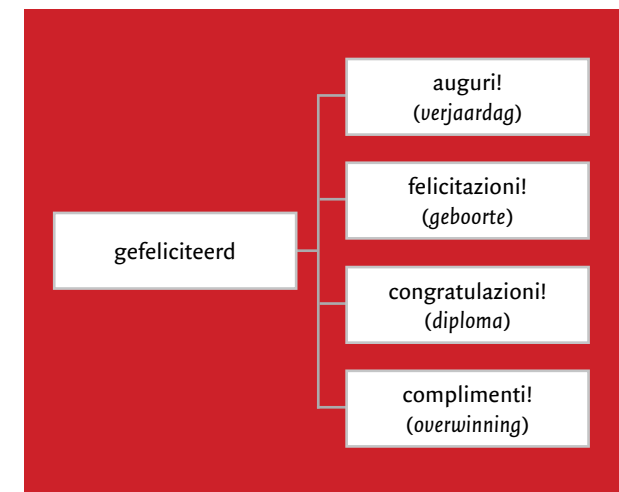 gefeliciteerd
auguri!
(verjaardag)
felicitazioni!
(geboorte)
congratulazioni!
(diploma)
complimenti!
(overwinning)